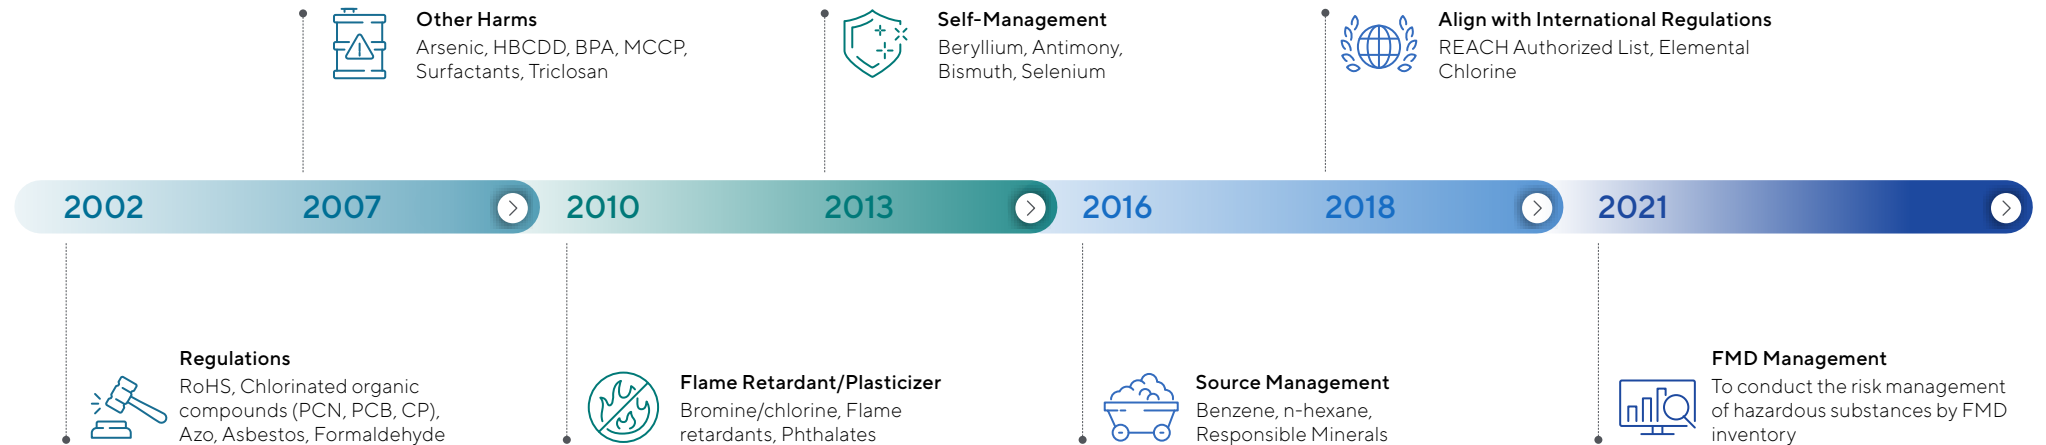 Other Harms
Arsenic, HBCDD, BPA, MCCP,
Surfactants, Triclosan
Self-Management
Beryllium, Antimony,
Bismuth, Selenium
Align with International Regulations
REACH Authorized List, Elemental
Chlorine
2002
2007
2010
2013
2016
2018
2021
Regulations
RoHS, Chlorinated organic
compounds (PCN, PCB, CP),
Azo, Asbestos, Formaldehyde
Flame Retardant/Plasticizer
Bromine/chlorine, Flame
retardants, Phthalates
Source Management
Benzene, n-hexane,
Responsible Minerals
FMD Management
To conduct the risk management
of hazardous substances by FMD
inventory